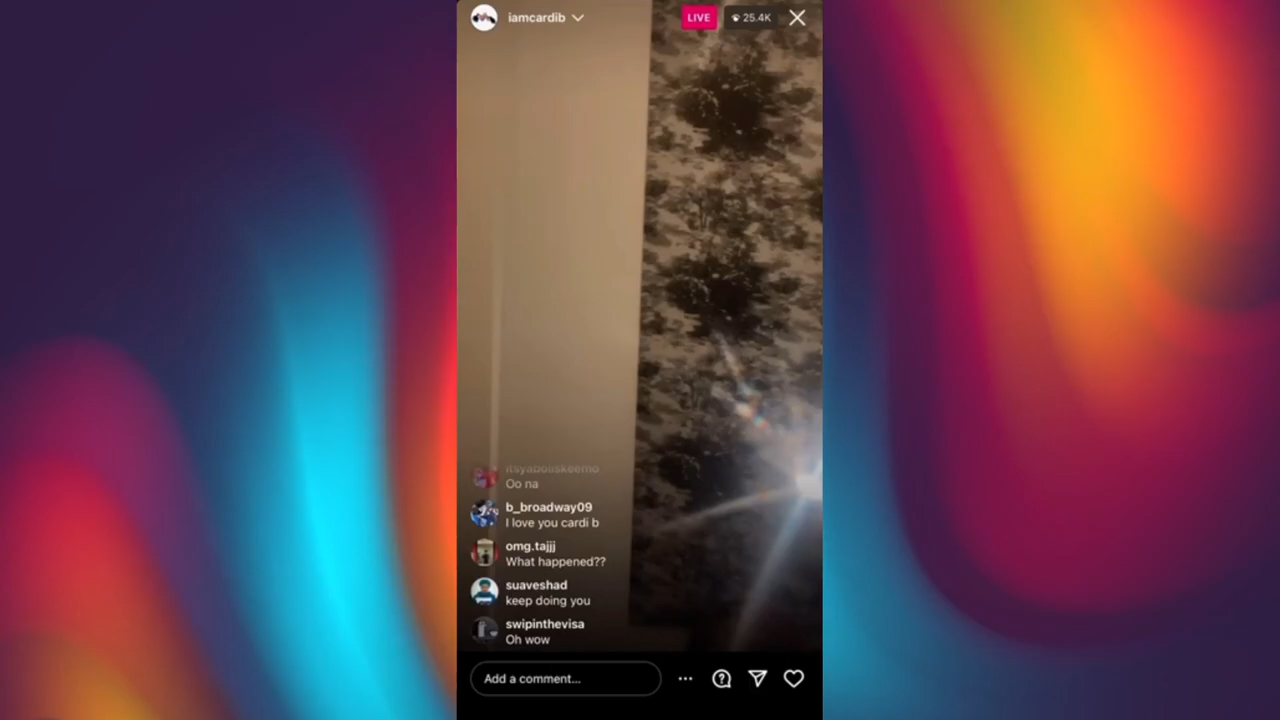 iamcardib
LIVE
25.4K
itsyaboiiskeemo
Oo na
b_broadway09
I love you cardi b
omg.tajjj
What happened??
suaveshad
keep doing you
swipinthevisa
Oh wow
Add a comment...